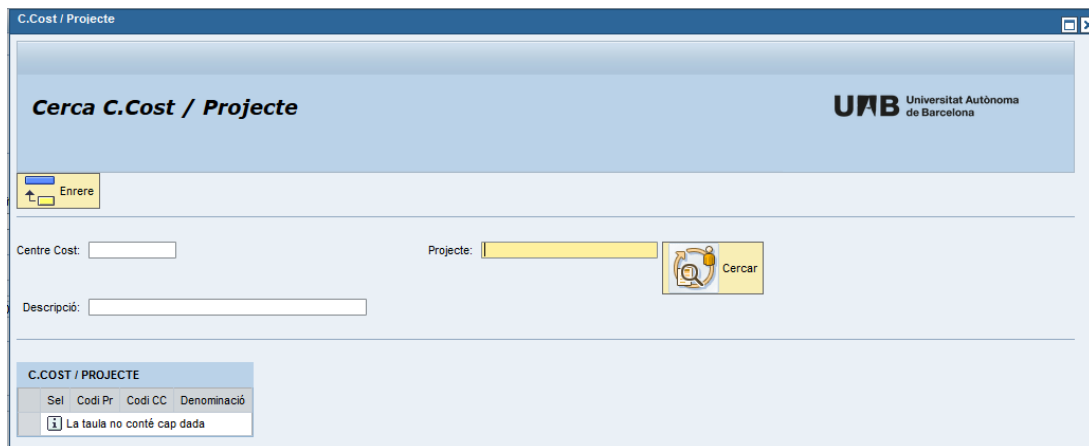 C.Cost / Projecte
Cerca C.Cost / Projecte
UAB Universitat Autònoma
de Barcelona
Enrere
Centre Cost:
Projecte:
Cercar
Descripció:
C.COST / PROJECTE
Sel Codi Pr Codi CC Denominació
La taula no conté cap dada